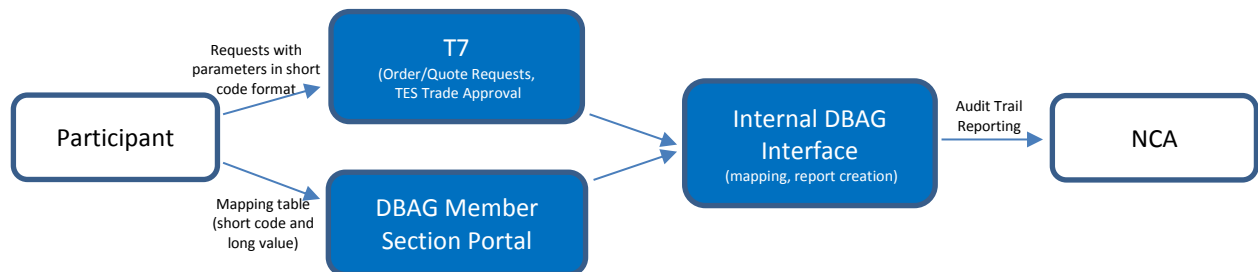 Requests with
parameters in short
code format
T7
(Order/Quote Requests,
TES Trade Approval
Participant
Internal DBAG
Interface
(mapping, report creation)
Audit Trail
Reporting
NCA
Mapping table
(short code and
long value)
DBAG Member
Section Portal